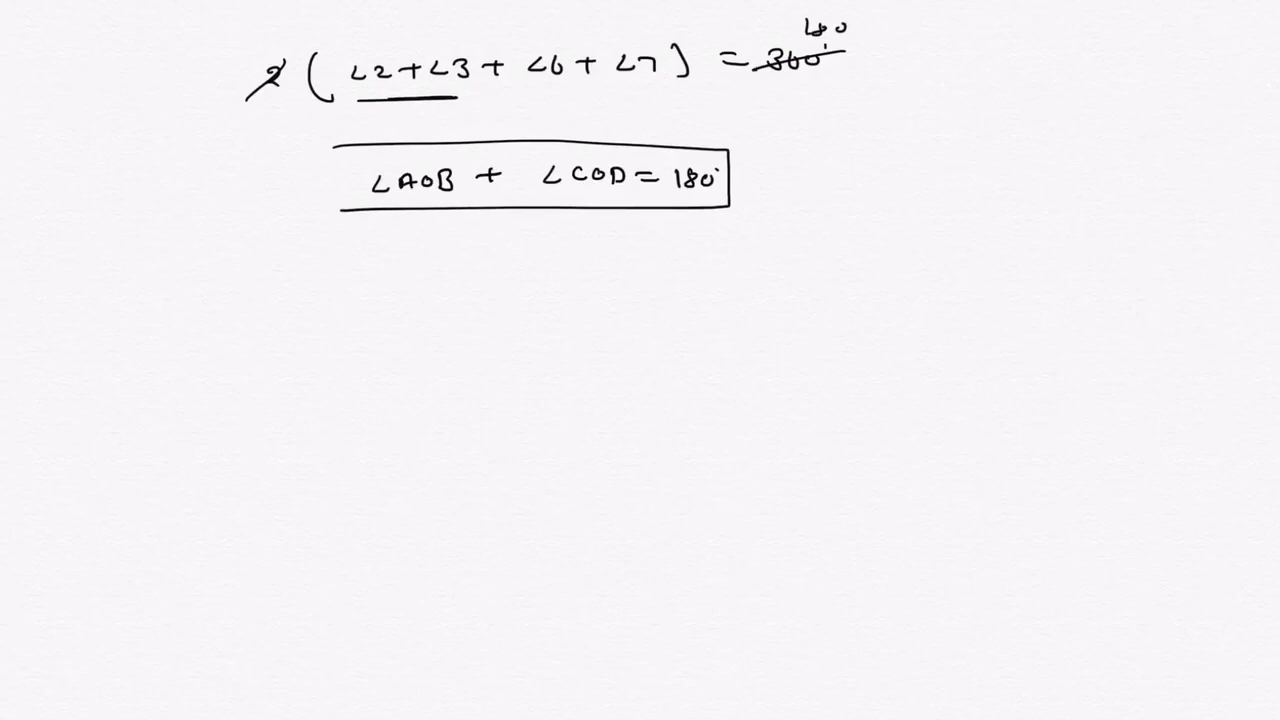 180
2 ( ∠2 + ∠3 + ∠6 + ∠7 ) = 360°
∠AOB + ∠COD = 180°